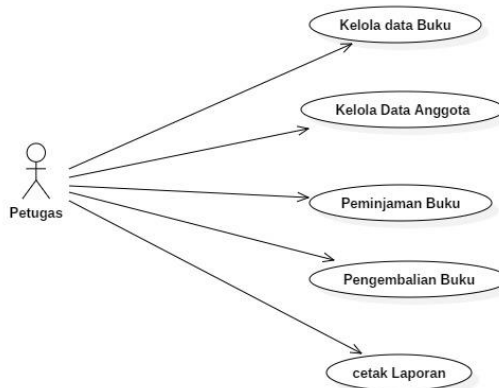 Kelola data Buku
Kelola Data Anggota
Petugas
Peminjaman Buku
Pengembalian Buku
cetak Laporan